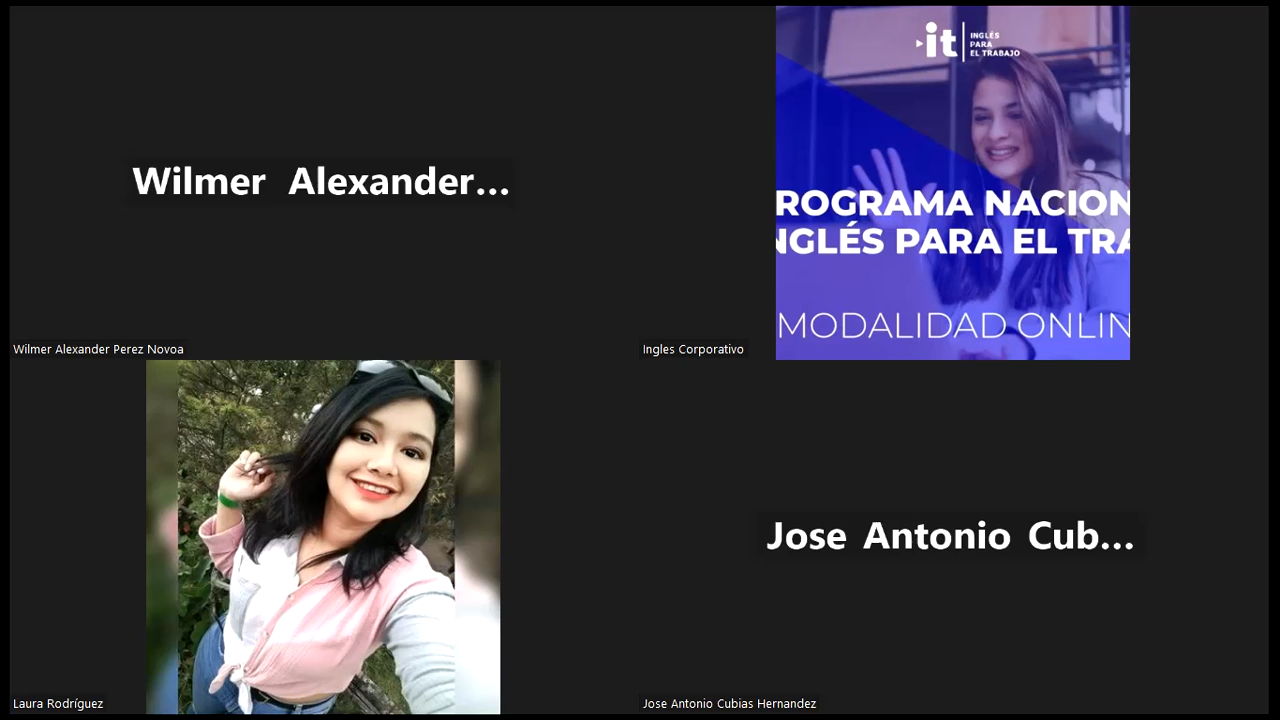 Wilmer Alexander...
Wilmer Alexander Perez Novoa
it INGLÉS
PARA
EL TRABAJO
ROGRAMA NACION
NGLÉS PARA EL TRA
MODALIDAD ONLIN
Ingles Corporativo
Laura Rodríguez
Jose Antonio Cub...
Jose Antonio Cubias Hernandez